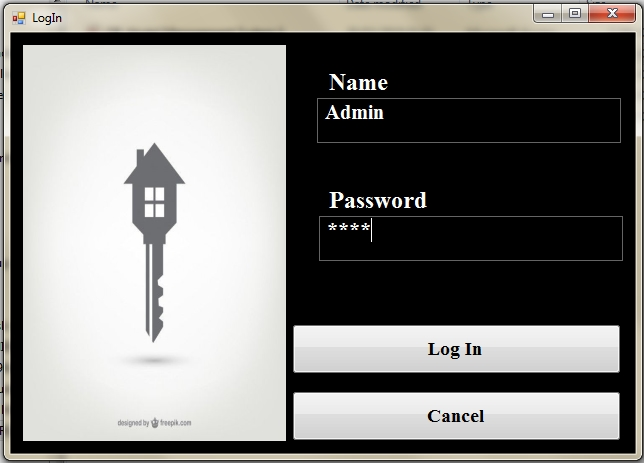 LogIn
Name
Admin
Password
****
Log In
Cancel
designed by freepik.com